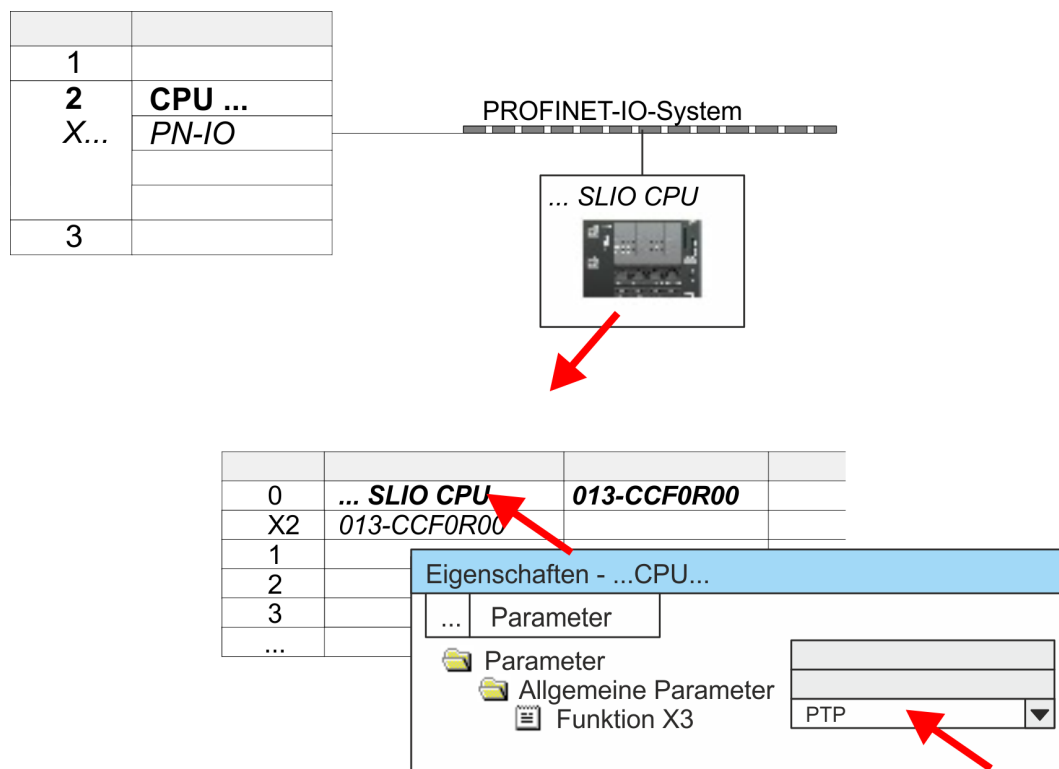 1
2 CPU ...
X... PN-IO
3
PROFINET-IO-System
... SLIO CPU
0 ... SLIO CPU 013-CCF0R00
X2 013-CCF0R00
1
2
3
...
Eigenschaften - ...CPU...
... Parameter
Parameter
Allgemeine Parameter
Funktion X3 PTP